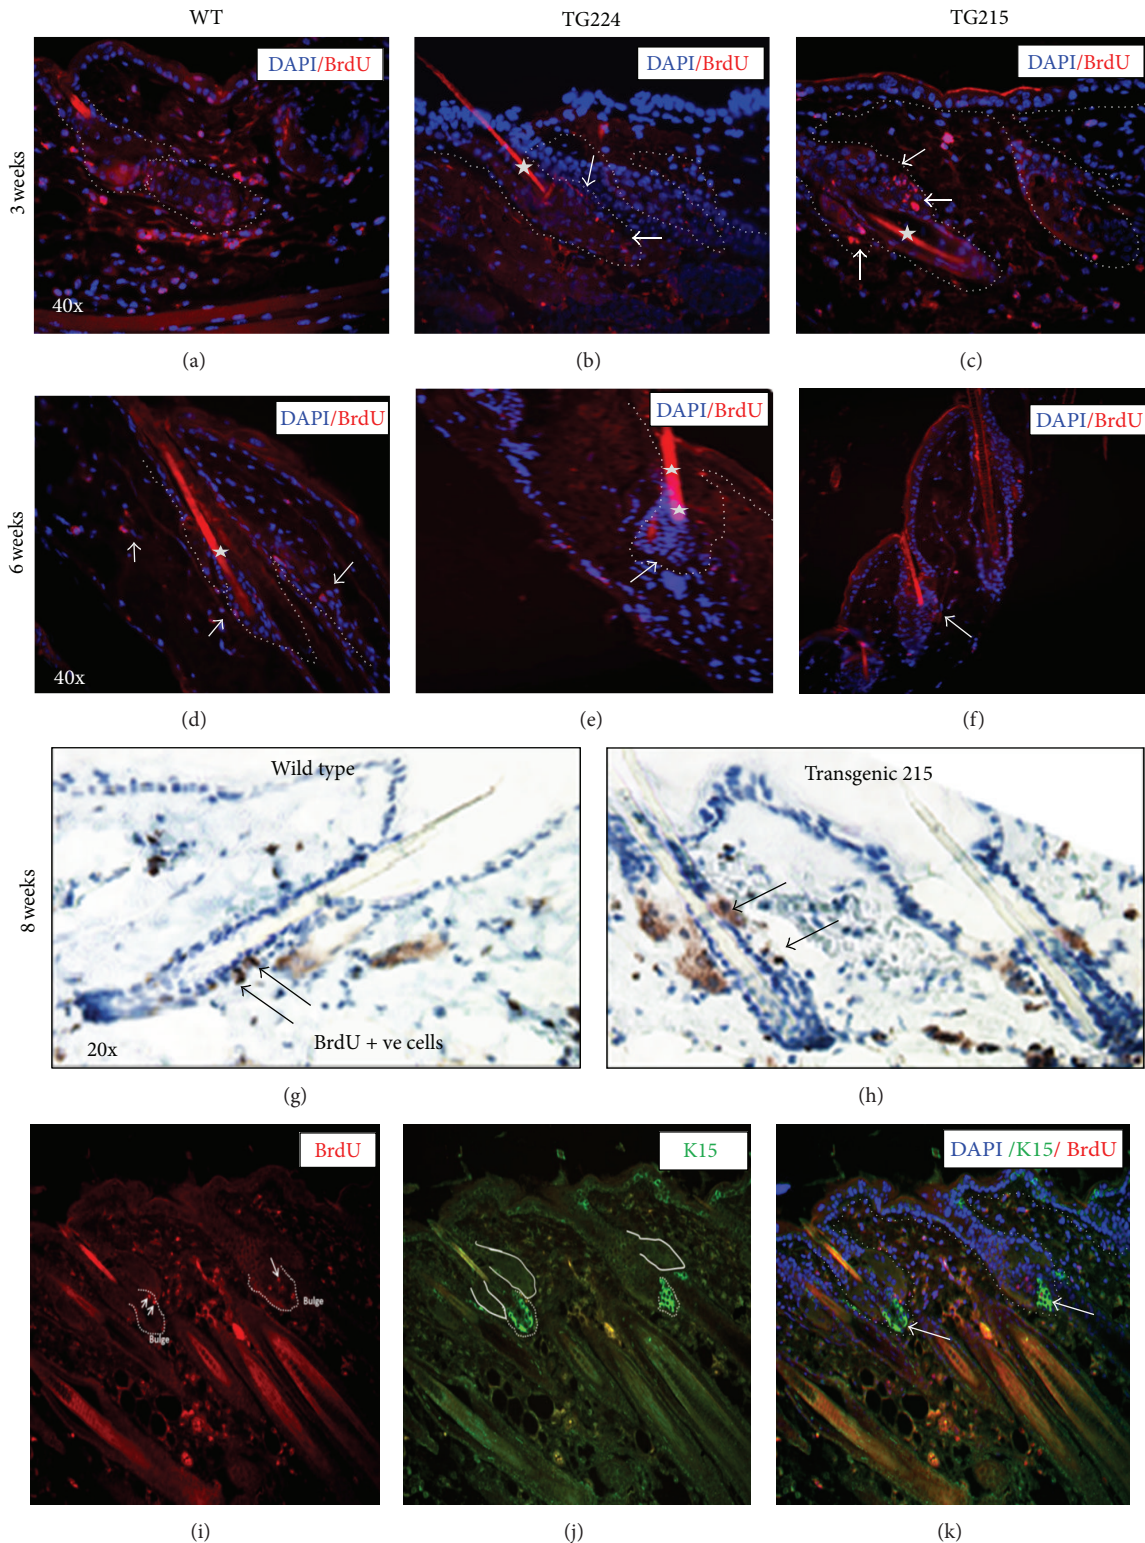 WT
TG224
TG215
3 weeks
DAPI/BrdU
DAPI/BrdU
DAPI/BrdU
40x
(a)
(b)
(c)
6 weeks
DAPI/BrdU
DAPI/BrdU
DAPI/BrdU
40x
(d)
(e)
(f)
8 weeks
Wild type
Transgenic 215
BrdU + ve cells
20x
(g)
(h)
BrdU
K15
DAPI /K15/ BrdU
Bulge
Bulge
(i)
(j)
(k)